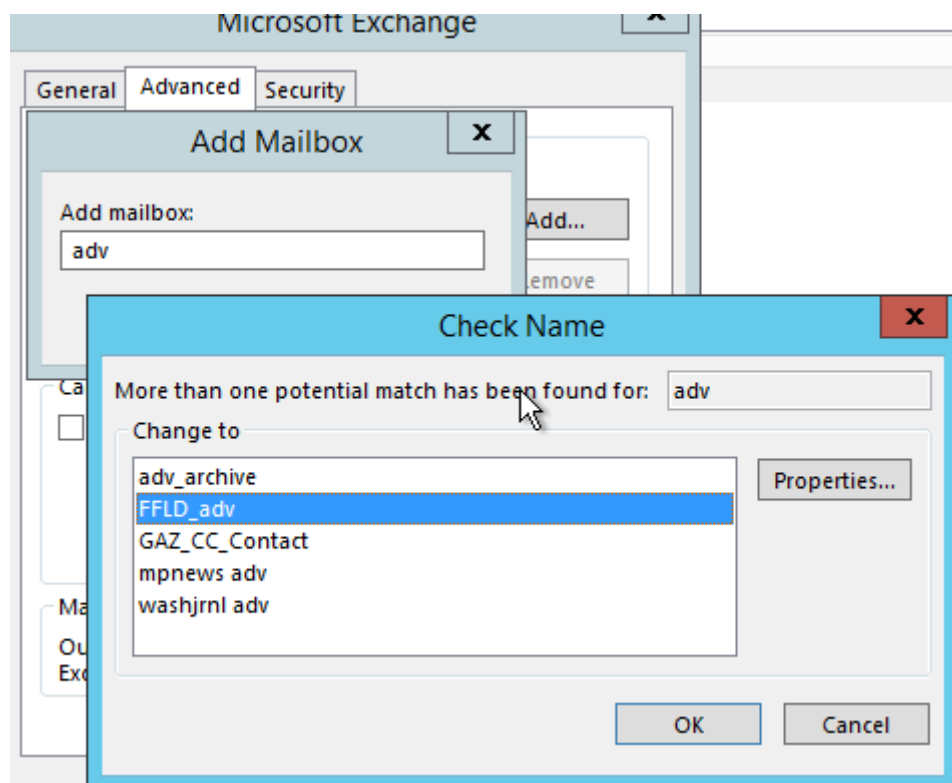 Microsoft Exchange
General Advanced Security
Add Mailbox
Add mailbox:
adv
Add...
Check Name
More than one potential match has been found for: adv
Change to
adv_archive
FFLD_adv
GAZ_CC_Contact
mpnews adv
washjrnl adv
Properties...
OK Cancel